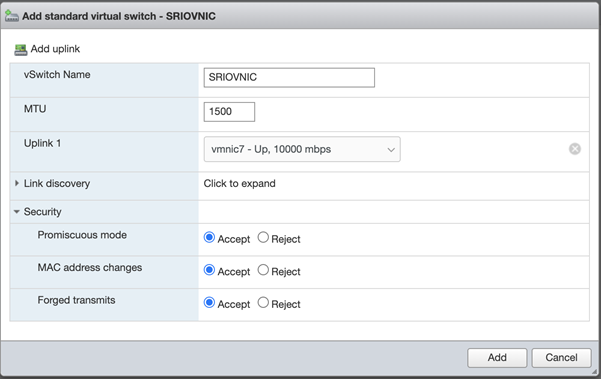 Add standard virtual switch - SRIOVNIC
Add uplink
vSwitch Name SRIOVNIC
MTU 1500
Uplink 1 vmnic7 - Up, 10000 mbps
Link discovery Click to expand
Security
Promiscuous mode Accept Reject
MAC address changes Accept Reject
Forged transmits Accept Reject
Add Cancel